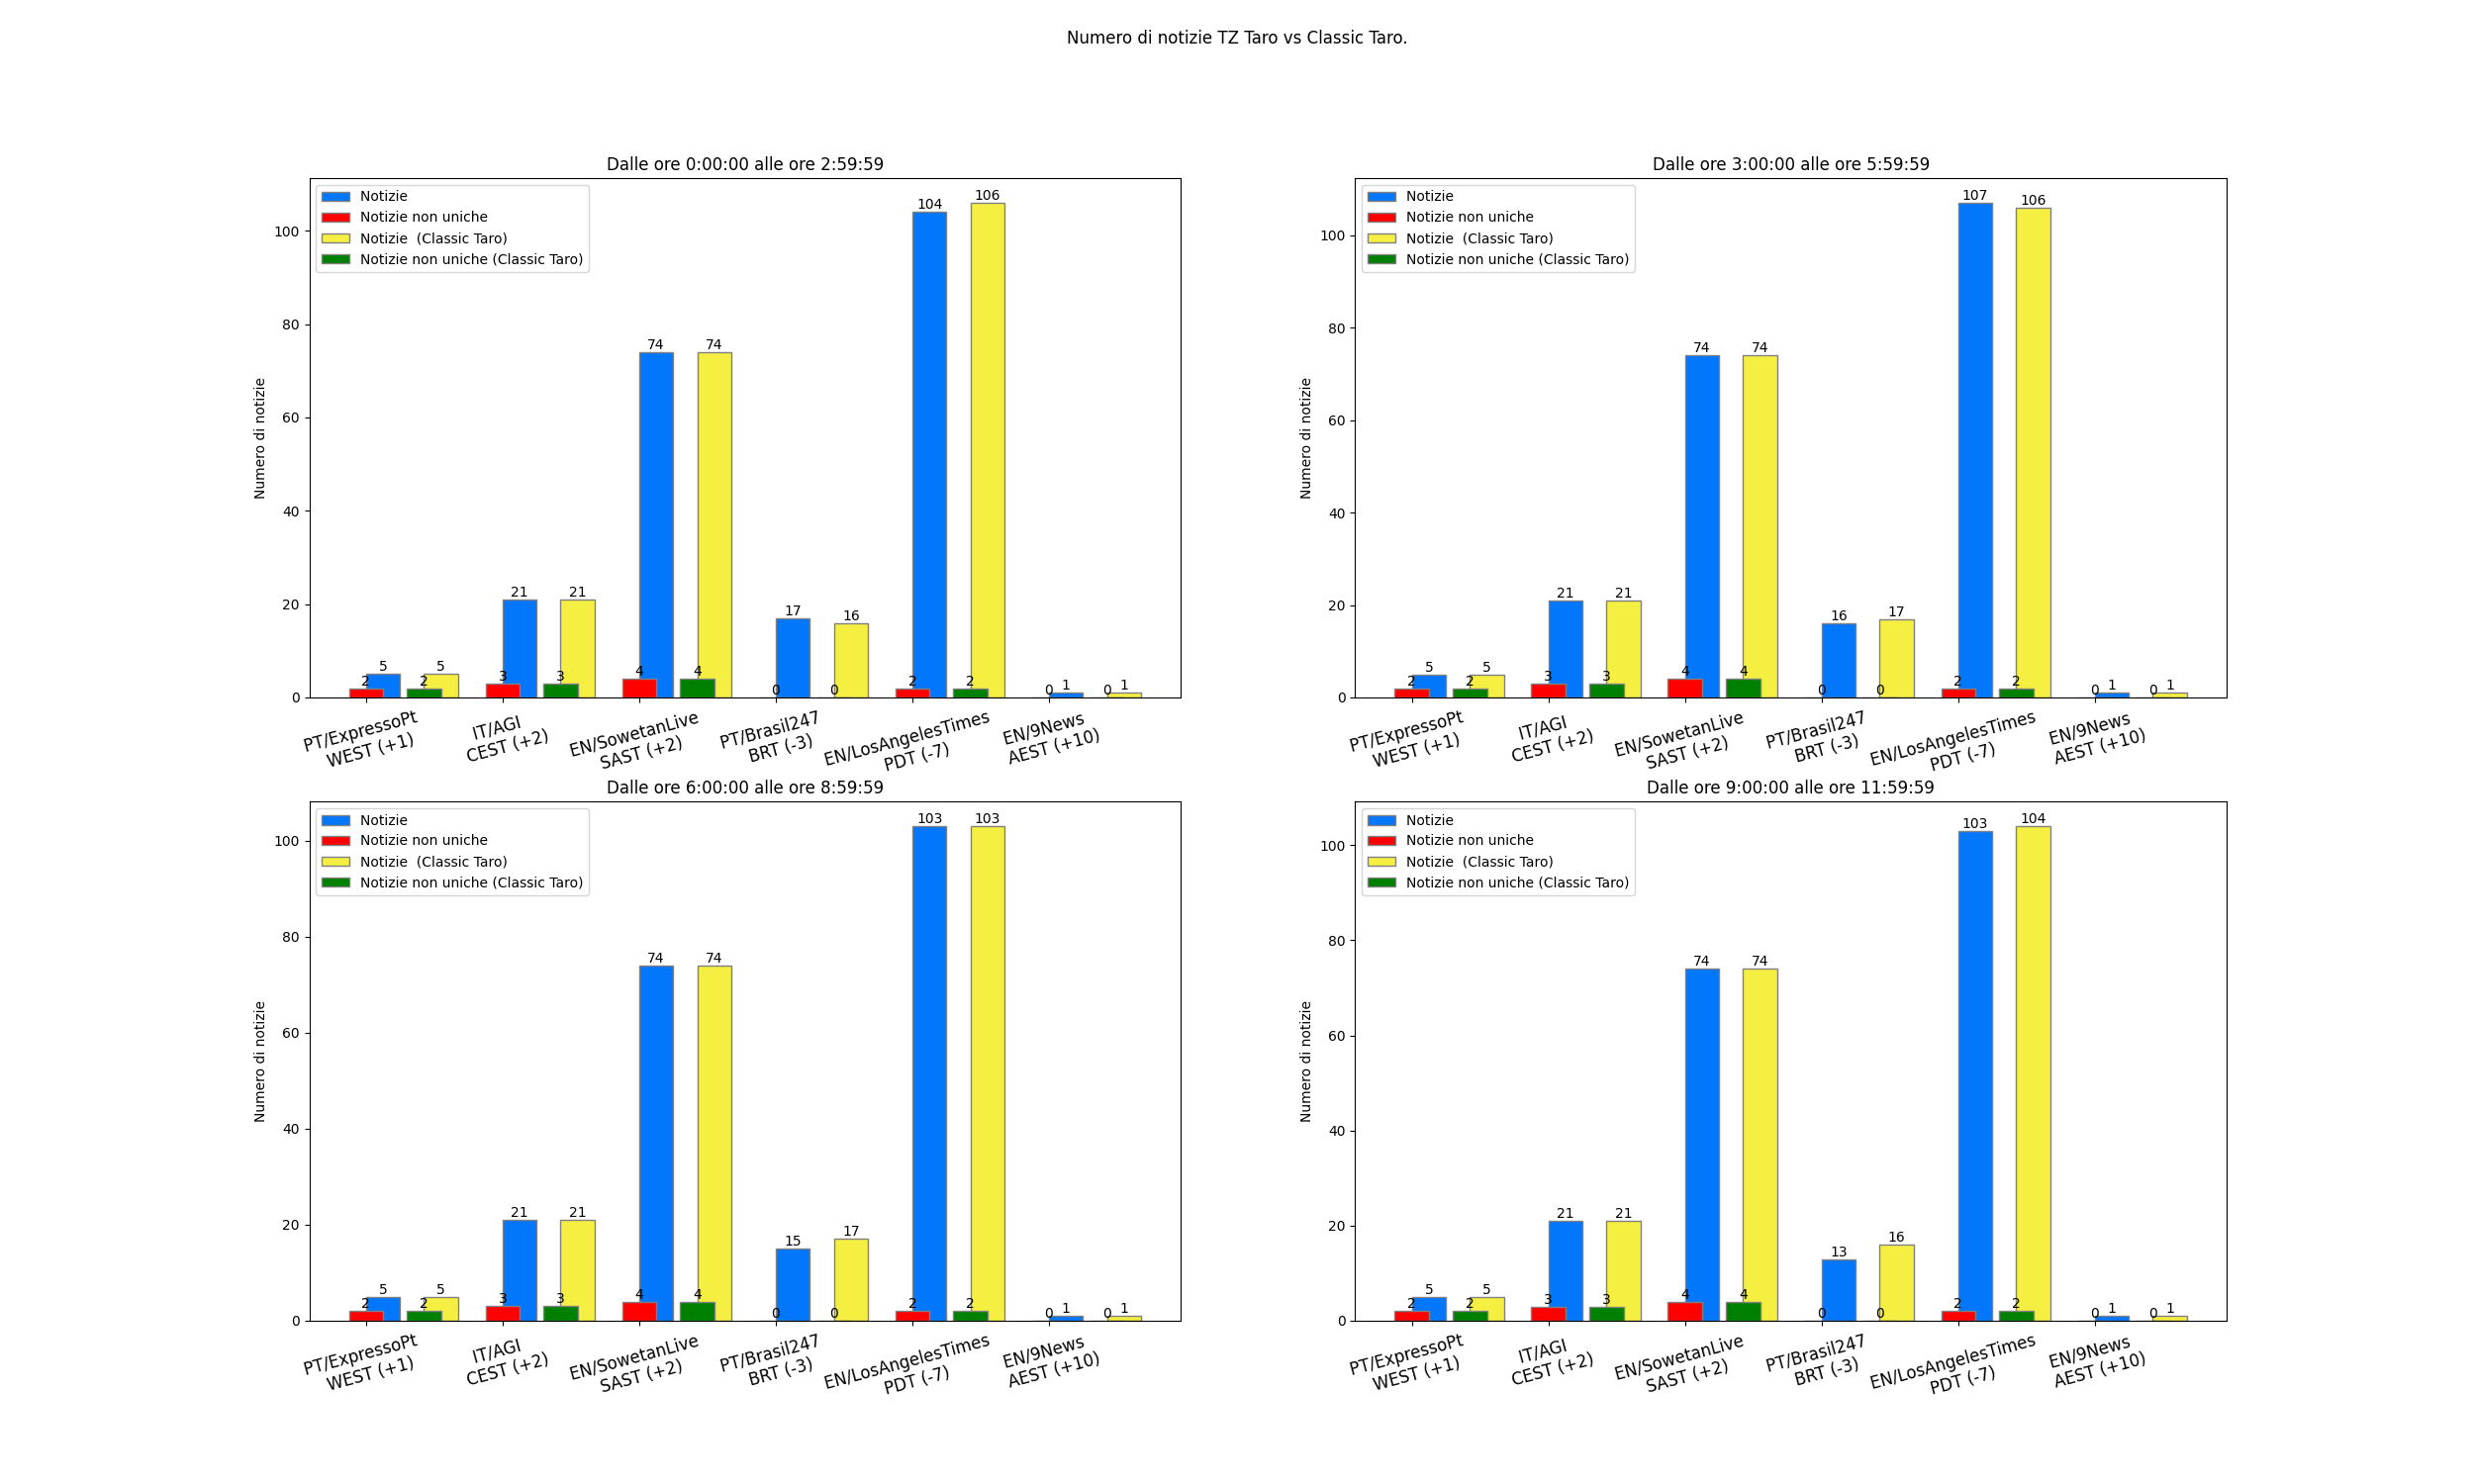 Numero di notizie TZ Taro vs Classic Taro.
Dalle ore 0:00:00 alle ore 2:59:59
Notizie
Notizie non uniche
Notizie  (Classic Taro)
Notizie non uniche (Classic Taro)
Numero di notizie
100
80
60
40
20
0
5 5 21 21 74 74 17 16 104 106 1 1
2 2 3 3 4 4 0 0 2 2 0 0
PT/ExpressoPt
WEST (+1)
IT/AGI
CEST (+2)
EN/SowetanLive
SAST (+2)
PT/Brasil247
BRT (-3)
EN/LosAngelesTimes
PDT (-7)
EN/9News
AEST (+10)
Dalle ore 3:00:00 alle ore 5:59:59
Notizie
Notizie non uniche
Notizie  (Classic Taro)
Notizie non uniche (Classic Taro)
Numero di notizie
100
80
60
40
20
0
5 5 21 21 74 74 16 17 107 106 1 1
2 2 3 3 4 4 0 0 2 2 0 0
PT/ExpressoPt
WEST (+1)
IT/AGI
CEST (+2)
EN/SowetanLive
SAST (+2)
PT/Brasil247
BRT (-3)
EN/LosAngelesTimes
PDT (-7)
EN/9News
AEST (+10)
Dalle ore 6:00:00 alle ore 8:59:59
Notizie
Notizie non uniche
Notizie  (Classic Taro)
Notizie non uniche (Classic Taro)
Numero di notizie
100
80
60
40
20
0
5 5 21 21 74 74 15 17 103 103 1 1
2 2 3 3 4 4 0 0 2 2 0 0
PT/ExpressoPt
WEST (+1)
IT/AGI
CEST (+2)
EN/SowetanLive
SAST (+2)
PT/Brasil247
BRT (-3)
EN/LosAngelesTimes
PDT (-7)
EN/9News
AEST (+10)
Dalle ore 9:00:00 alle ore 11:59:59
Notizie
Notizie non uniche
Notizie  (Classic Taro)
Notizie non uniche (Classic Taro)
Numero di notizie
100
80
60
40
20
0
5 5 21 21 74 74 13 16 103 104 1 1
2 2 3 3 4 4 0 0 2 2 0 0
PT/ExpressoPt
WEST (+1)
IT/AGI
CEST (+2)
EN/SowetanLive
SAST (+2)
PT/Brasil247
BRT (-3)
EN/LosAngelesTimes
PDT (-7)
EN/9News
AEST (+10)